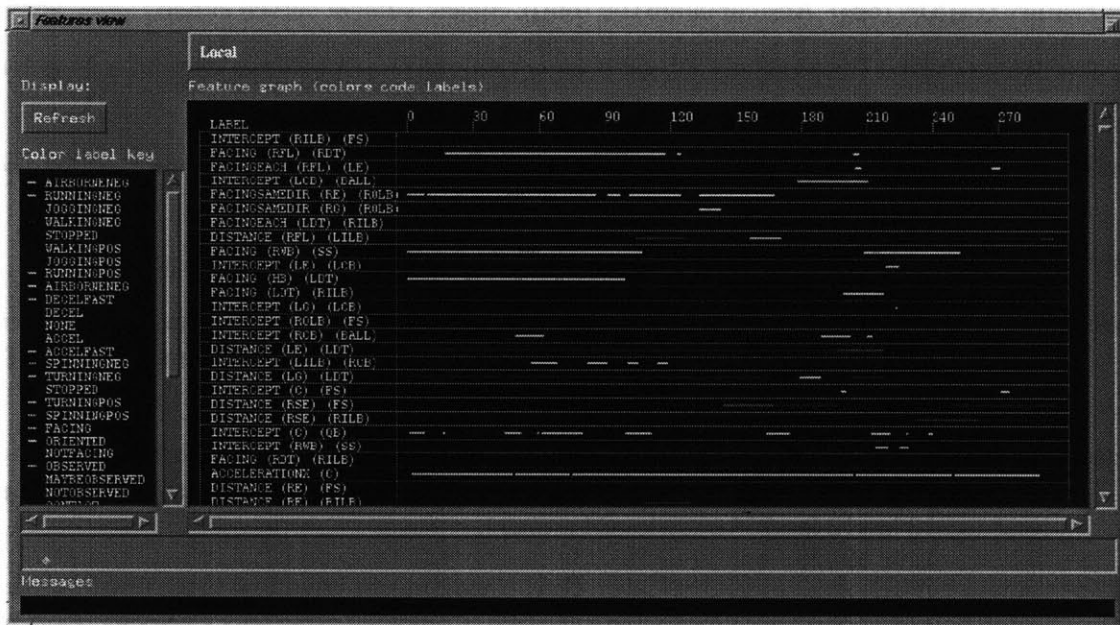 Features view
Local
Display:
Feature graph (colors code labels)
Refresh
LABEL 0 30 60 90 120 150 180 210 240 270
Color label key
INTERCEPT (RILB) (FS)
FACING (RFL) (RDT)
FACINGEACH (RFL) (LE)
INTERCEPT (LCB) (BALL)
FACINGSAMEDIR (RE) (ROLB)
FACINGSAMEDIR (RG) (ROLB)
FACINGEACH (LDT) (RILB)
DISTANCE (RFL) (LILB)
FACING (RWB) (SS)
INTERCEPT (LE) (LCB)
FACING (HB) (LDT)
FACING (LDT) (RILB)
INTERCEPT (LG) (LCB)
INTERCEPT (ROLB) (FS)
INTERCEPT (RCB) (BALL)
DISTANCE (LE) (LDT)
INTERCEPT (LILB) (RCB)
DISTANCE (LG) (LDT)
INTERCEPT (C) (FS)
DISTANCE (RSE) (FS)
DISTANCE (RSE) (RILB)
INTERCEPT (C) (QB)
INTERCEPT (RWB) (SS)
FACING (RDT) (RILB)
ACCELERATIONX (C)
DISTANCE (RE) (FS)
DISTANCE (RE) (RILB)
AIRBORNENEG
RUNNINGNEG
JOGGINGNEG
WALKINGNEG
STOPPED
WALKINGPOS
JOGGINGPOS
RUNNINGPOS
AIRBORNENEG
DECELFAST
DECEL
NONE
ACCEL
ACCELFAST
SPINNINGNEG
TURNINGNEG
STOPPED
TURNINGPOS
SPINNINGPOS
FACING
ORIENTED
NOTFACING
OBSERVED
MAYBEOBSERVED
NOTOBSERVED
CONTACT
Messages